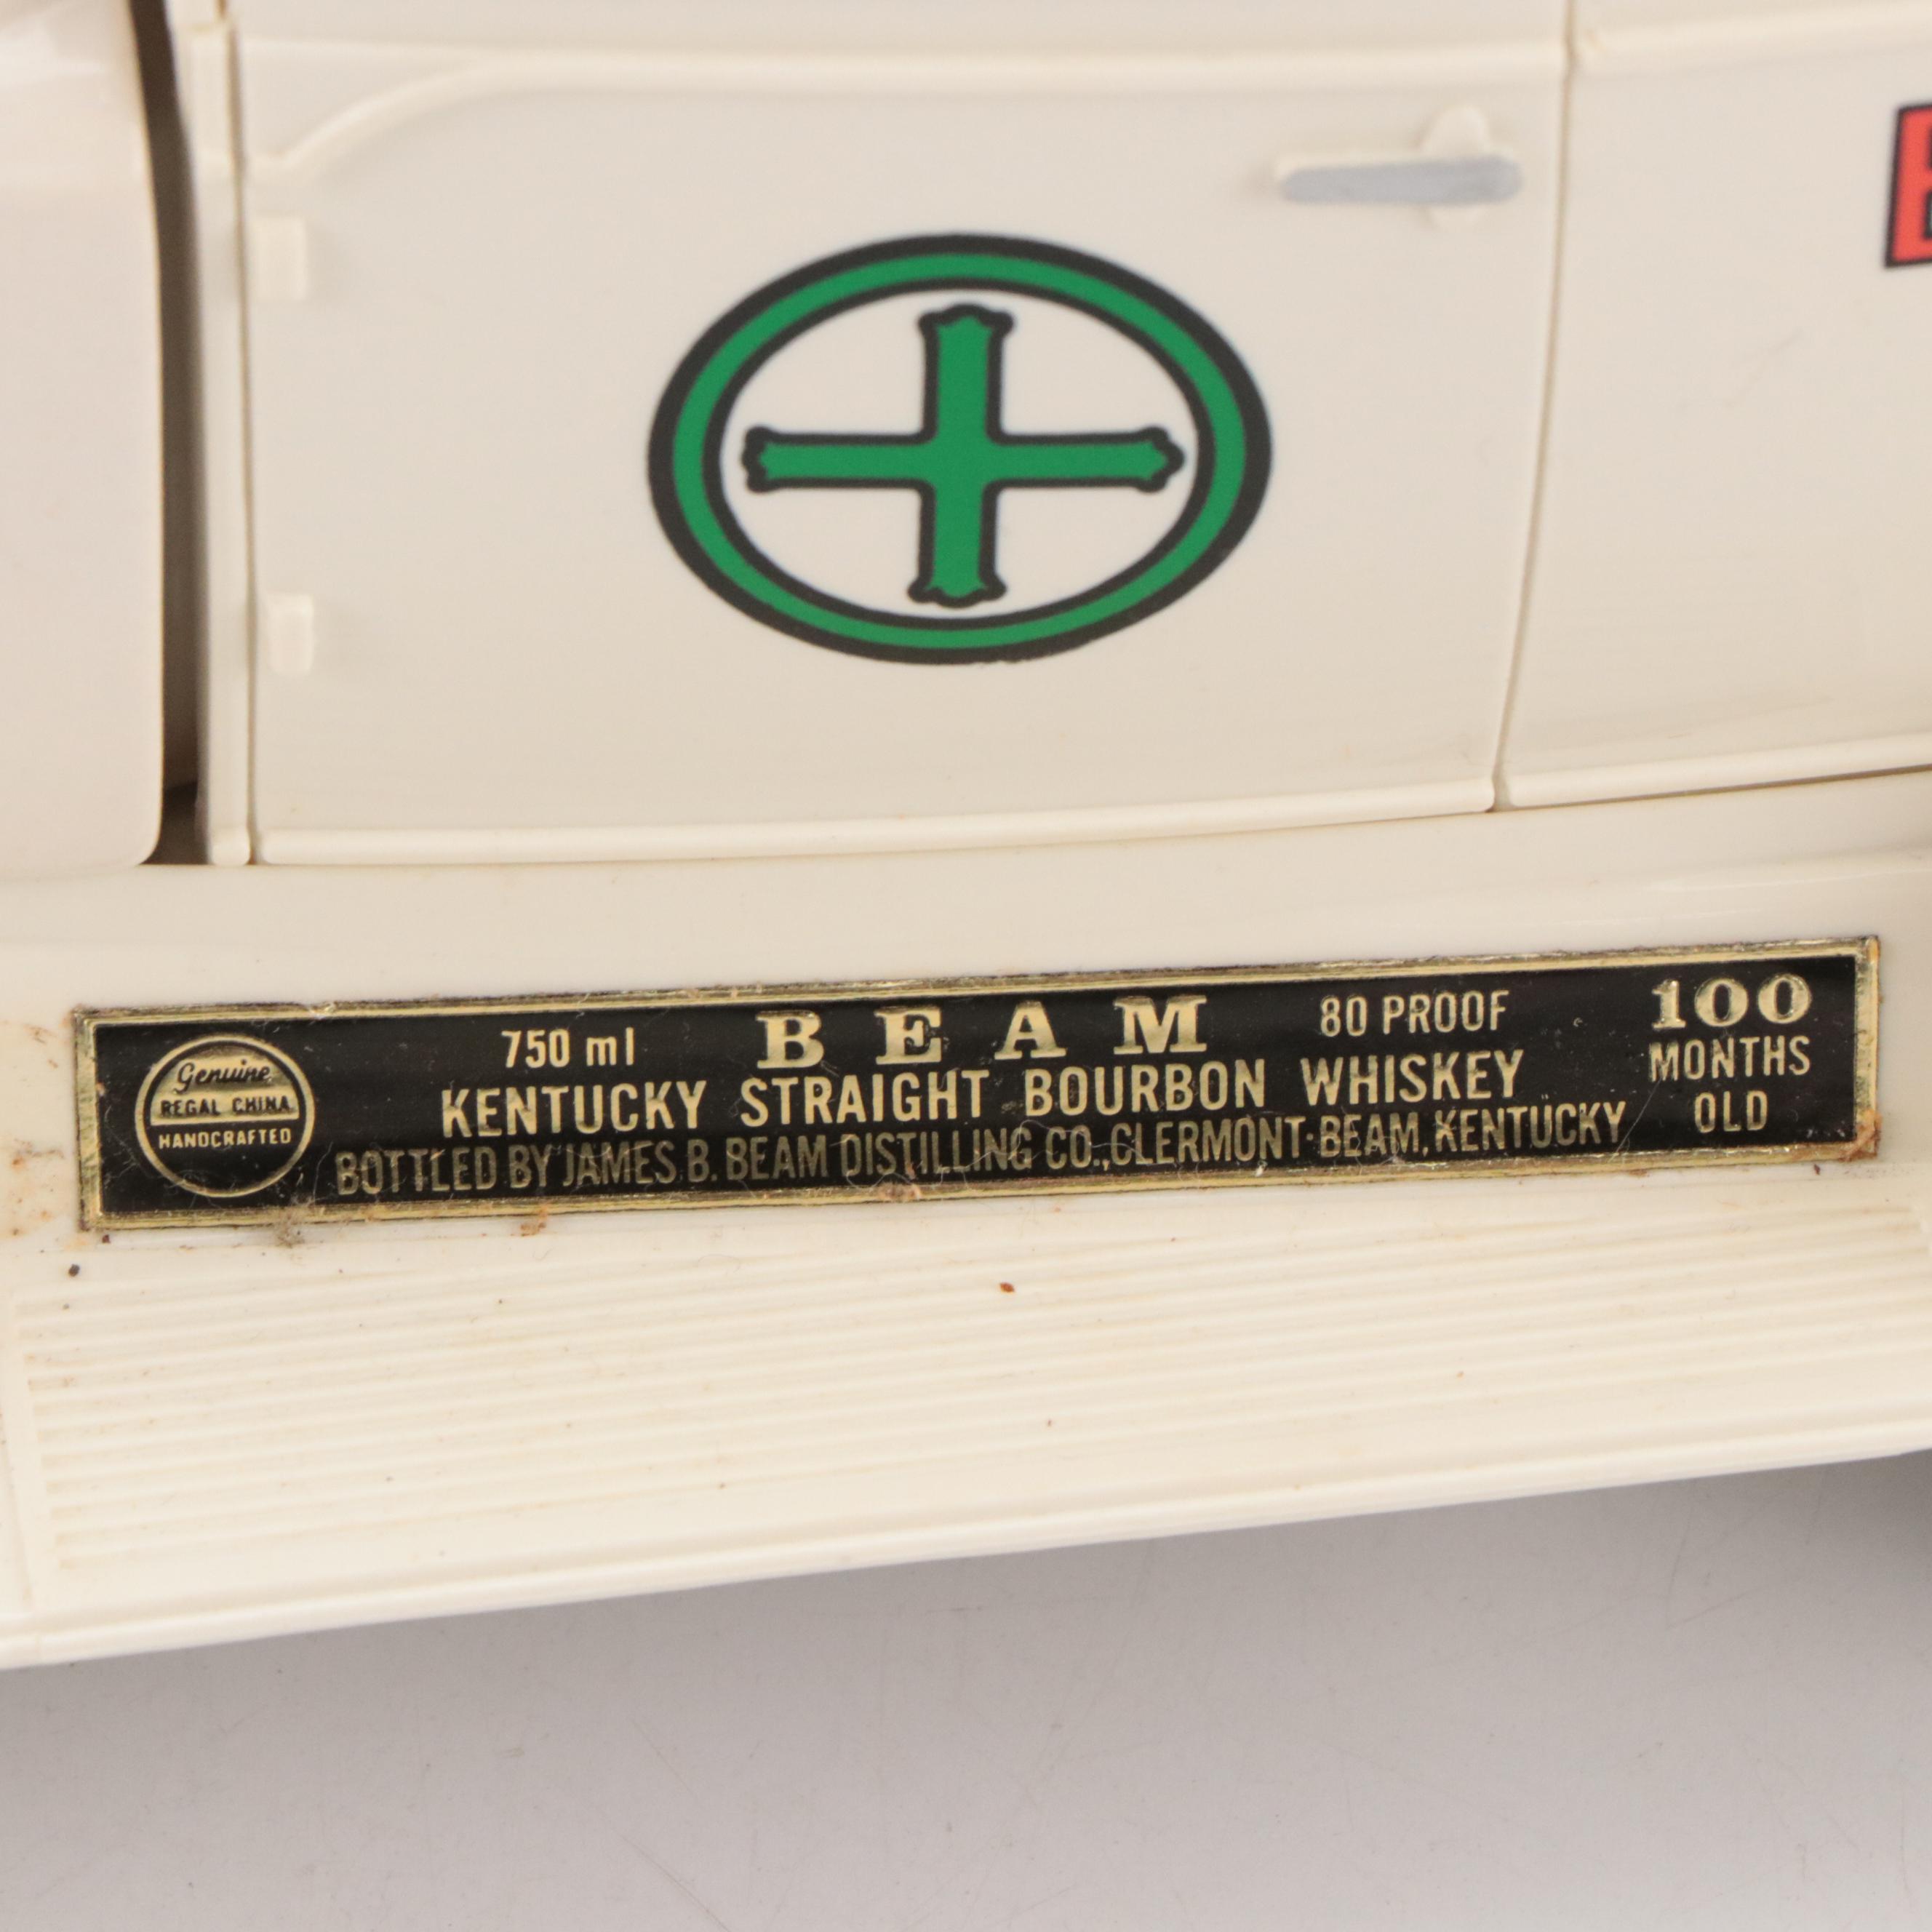 Genuine
REGAL CHINA
HANDCRAFTED
750 ml BEAM 80 PROOF
KENTUCKY STRAIGHT BOURBON WHISKEY
BOTTLED BY JAMES B. BEAM DISTILLING CO., CLERMONT·BEAM, KENTUCKY
100
MONTHS
OLD